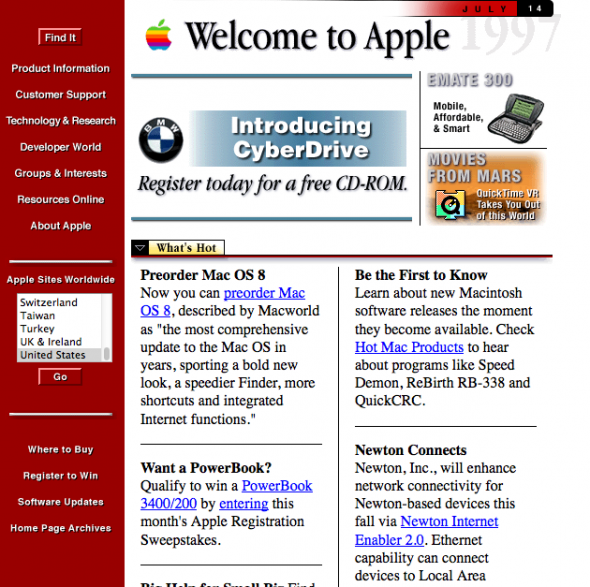 JULY 14
1997
Welcome to Apple
Find It
Product Information
Customer Support
Technology & Research
Developer World
Groups & Interests
Resources Online
About Apple
Apple Sites Worldwide
Switzerland
Taiwan
Turkey
UK & Ireland
United States
Go
Where to Buy
Register to Win
Software Updates
Home Page Archives
BMW
Introducing
CyberDrive
Register today for a free CD-ROM.
EMATE 300
Mobile,
Affordable,
& Smart
MOVIES
FROM MARS
QuickTime VR
Takes You Out
of this World
What's Hot
Preorder Mac OS 8
Now you can preorder Mac
OS 8, described by Macworld
as "the most comprehensive
update to the Mac OS in
years, sporting a bold new
look, a speedier Finder, more
shortcuts and integrated
Internet functions."
Want a PowerBook?
Qualify to win a PowerBook
3400/200 by entering this
month's Apple Registration
Sweepstakes.
Big Help for Small Biz Find
Be the First to Know
Learn about new Macintosh
software releases the moment
they become available. Check
Hot Mac Products to hear
about programs like Speed
Demon, ReBirth RB-338 and
QuickCRC.
Newton Connects
Newton, Inc., will enhance
network connectivity for
Newton-based devices this
fall via Newton Internet
Enabler 2.0. Ethernet
capability can connect
devices to Local Area